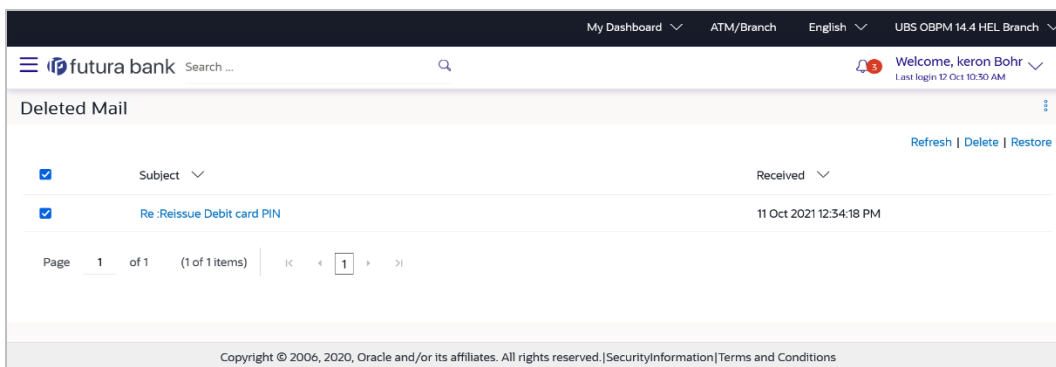 My Dashboard ATM/Branch English UBS OBPM 14.4 HEL Branch
futura bank Search ... 3 Welcome, keron Bohr
Last login 12 Oct 10:30 AM
Deleted Mail
Refresh | Delete | Restore
Subject Received
Re :Reissue Debit card PIN 11 Oct 2021 12:34:18 PM
Page 1 of 1 (1 of 1 items) 1
Copyright © 2006, 2020, Oracle and/or its affiliates. All rights reserved.|SecurityInformation|Terms and Conditions